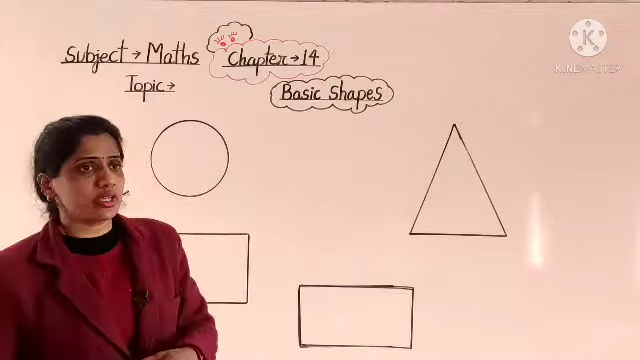 Subject → Maths
Chapter → 14
Topic →
Basic Shapes
KINEMASTER